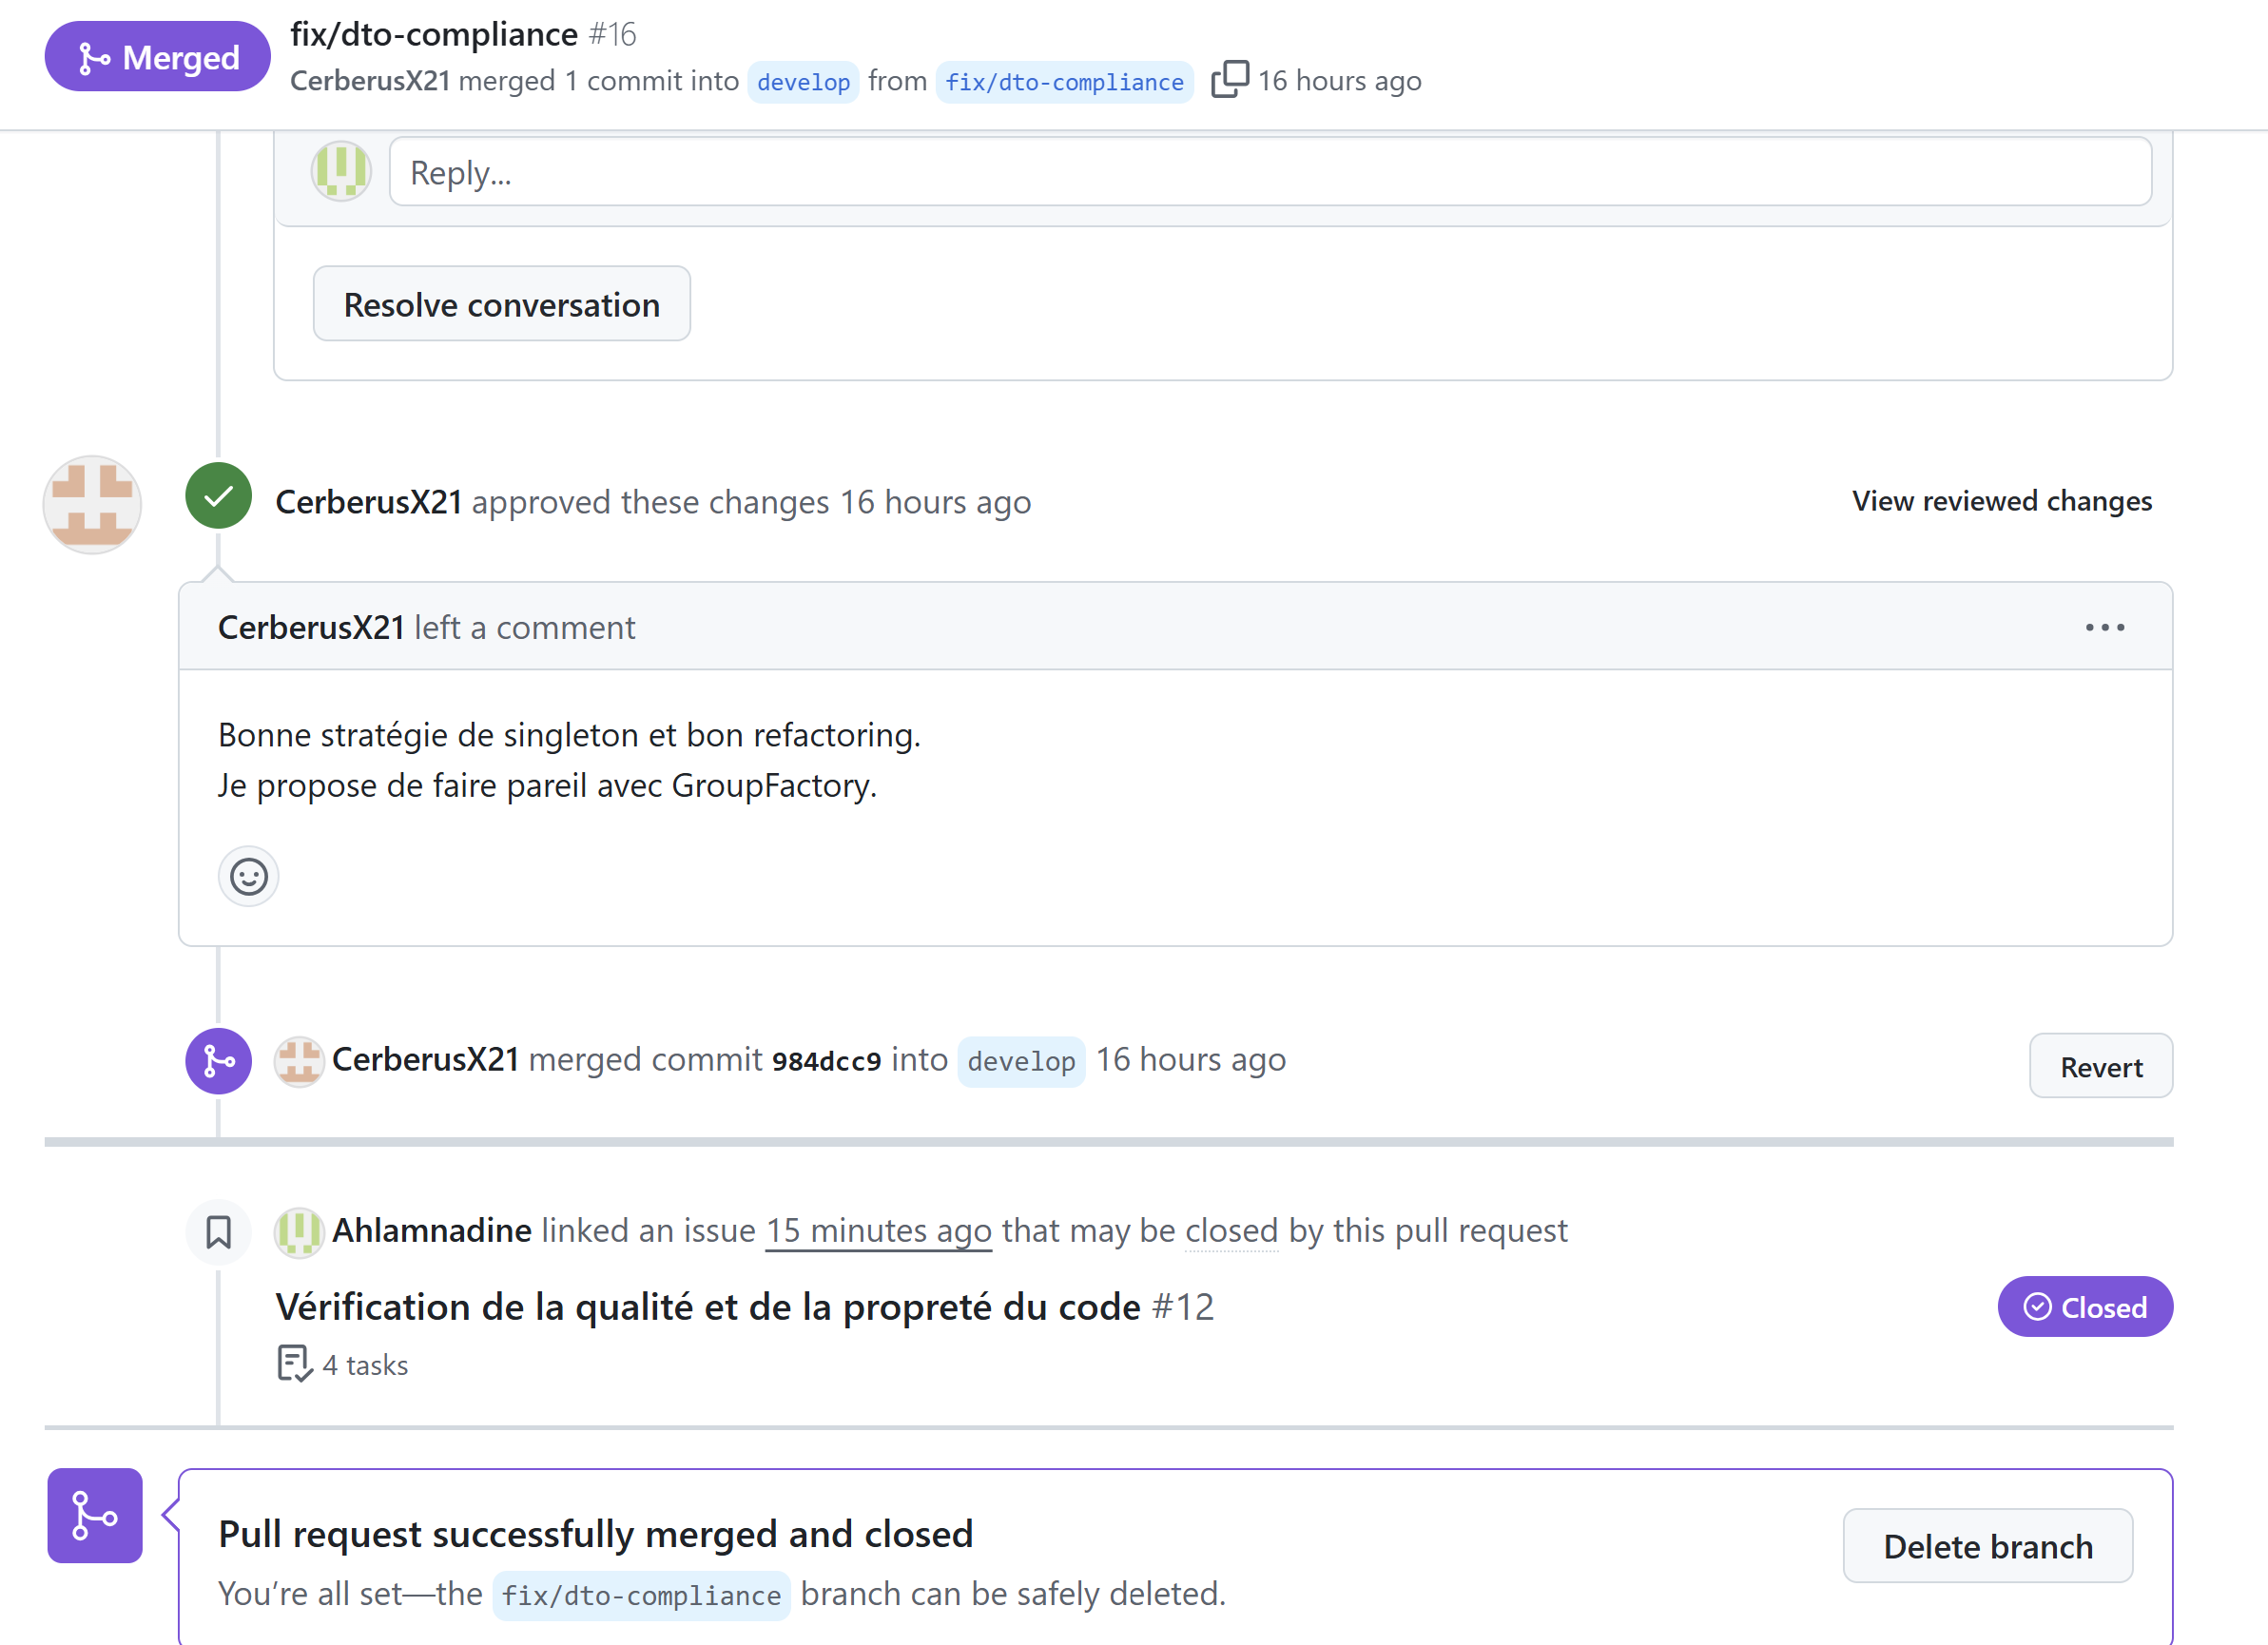 Merged
fix/dto-compliance #16
CerberusX21 merged 1 commit into develop from fix/dto-compliance 16 hours ago
Reply...
Resolve conversation
CerberusX21 approved these changes 16 hours ago
View reviewed changes
CerberusX21 left a comment
Bonne stratégie de singleton et bon refactoring.
Je propose de faire pareil avec GroupFactory.
CerberusX21 merged commit 984dcc9 into develop 16 hours ago
Revert
Ahlamnadine linked an issue 15 minutes ago that may be closed by this pull request
Vérification de la qualité et de la propreté du code #12
Closed
4 tasks
Pull request successfully merged and closed
Delete branch
You’re all set—the fix/dto-compliance branch can be safely deleted.